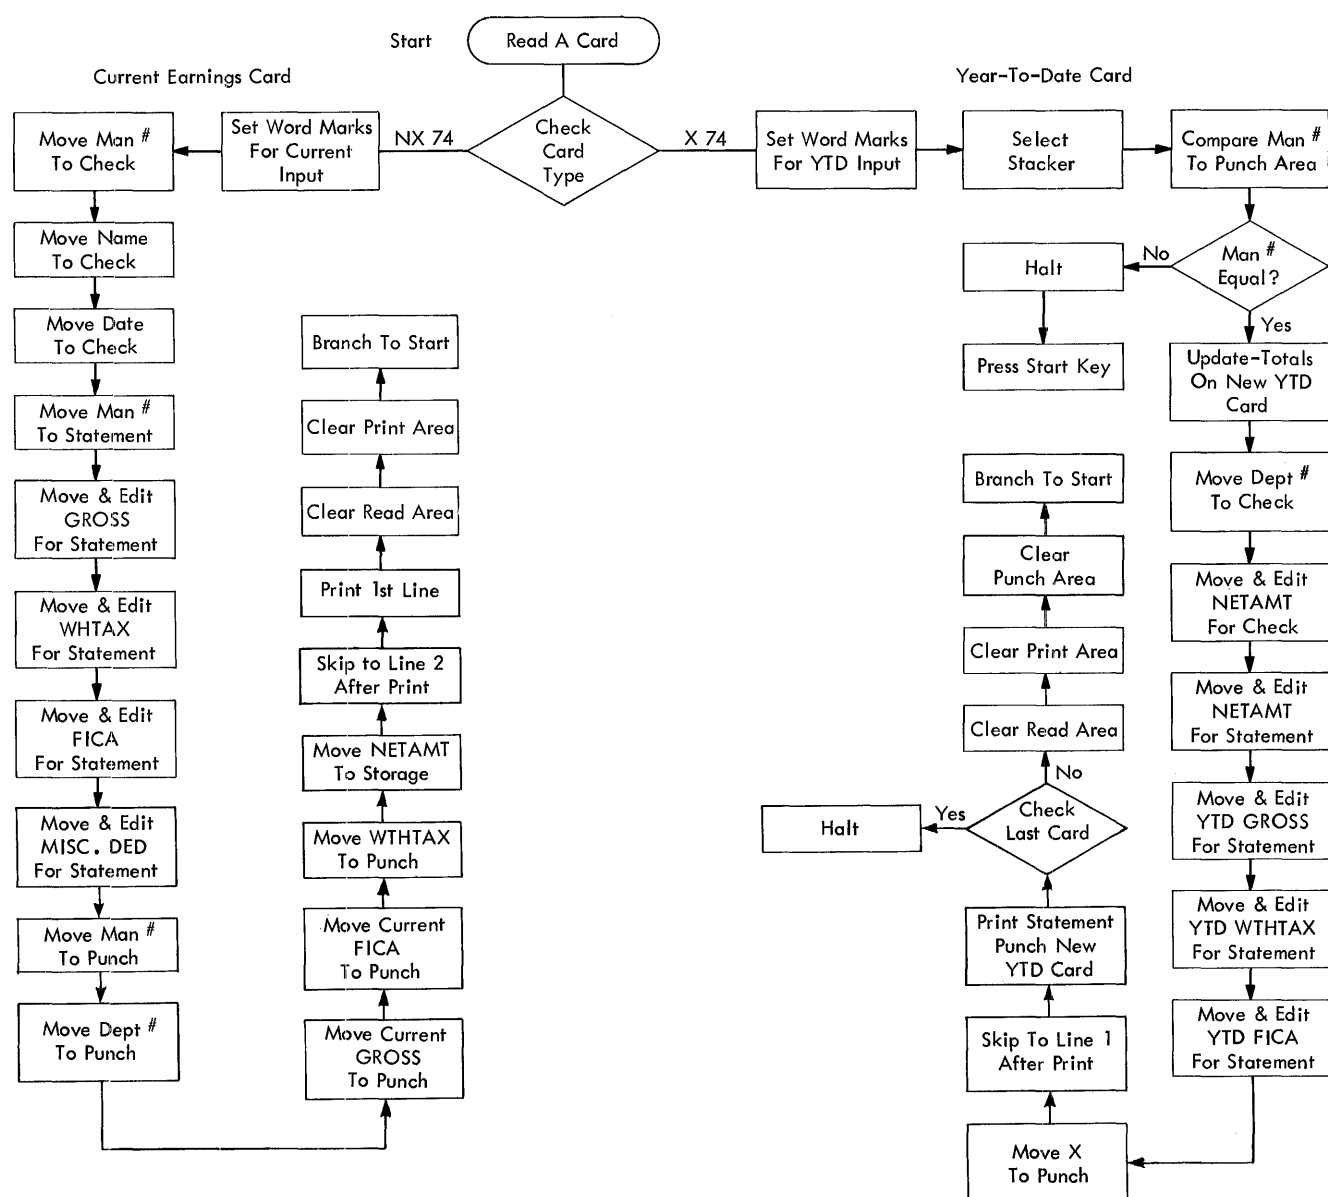 Start
Read A Card
Current Earnings Card
Year-To-Date Card
Check
Card
Type
NX 74
X 74
Set Word Marks
For Current
Input
Move Man #
To Check
Move Name
To Check
Move Date
To Check
Move Man #
To Statement
Move & Edit
GROSS
For Statement
Move & Edit
WHTAX
For Statement
Move & Edit
FICA
For Statement
Move & Edit
MISC. DED
For Statement
Move Man #
To Punch
Move Dept #
To Punch
Move Current
GROSS
To Punch
Move Current
FICA
To Punch
Move WTHTAX
To Punch
Move NETAMT
To Storage
Skip to Line 2
After Print
Print 1st Line
Clear Read Area
Clear Print Area
Branch To Start
Set Word Marks
For YTD Input
Select
Stacker
Compare Man #
To Punch Area
Man #
Equal?
No
Halt
Press Start Key
Yes
Update-Totals
On New YTD
Card
Move Dept #
To Check
Move & Edit
NETAMT
For Check
Move & Edit
NETAMT
For Statement
Move & Edit
YTD GROSS
For Statement
Move & Edit
YTD WTHTAX
For Statement
Move & Edit
YTD FICA
For Statement
Move X
To Punch
Skip To Line 1
After Print
Print Statement
Punch New
YTD Card
Check
Last Card
Yes
Halt
No
Clear Read Area
Clear Print Area
Clear
Punch Area
Branch To Start